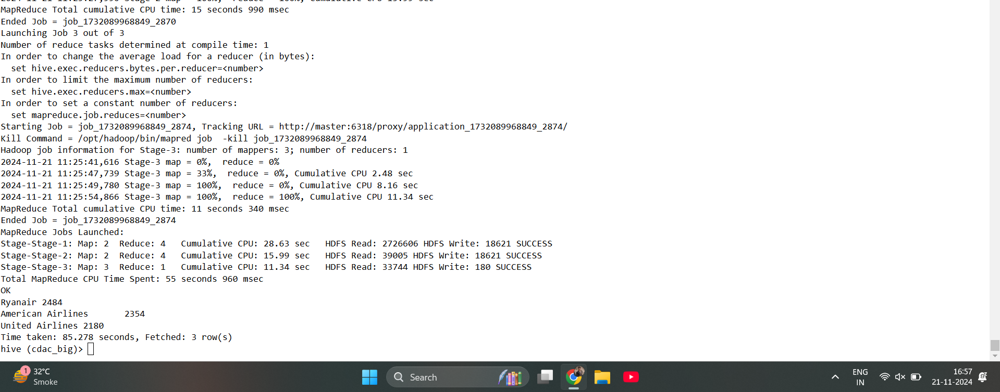 MapReduce Total cumulative CPU time: 15 seconds 990 msec
Ended Job = job_1732089968849_2870
Launching Job 3 out of 3
Number of reduce tasks determined at compile time: 1
In order to change the average load for a reducer (in bytes):
  set hive.exec.reducers.bytes.per.reducer=<number>
In order to limit the maximum number of reducers:
  set hive.exec.reducers.max=<number>
In order to set a constant number of reducers:
  set mapreduce.job.reduces=<number>
Starting Job = job_1732089968849_2874, Tracking URL = http://master:6318/proxy/application_1732089968849_2874/
Kill Command = /opt/hadoop/bin/mapred job  -kill job_1732089968849_2874
Hadoop job information for Stage-3: number of mappers: 3; number of reducers: 1
2024-11-21 11:25:41,616 Stage-3 map = 0%,  reduce = 0%
2024-11-21 11:25:47,739 Stage-3 map = 33%,  reduce = 0%, Cumulative CPU 2.48 sec
2024-11-21 11:25:49,780 Stage-3 map = 100%,  reduce = 0%, Cumulative CPU 8.16 sec
2024-11-21 11:25:54,866 Stage-3 map = 100%,  reduce = 100%, Cumulative CPU 11.34 sec
MapReduce Total cumulative CPU time: 11 seconds 340 msec
Ended Job = job_1732089968849_2874
MapReduce Jobs Launched:
Stage-Stage-1: Map: 2  Reduce: 4   Cumulative CPU: 28.63 sec   HDFS Read: 2726606 HDFS Write: 18621 SUCCESS
Stage-Stage-2: Map: 2  Reduce: 4   Cumulative CPU: 15.99 sec   HDFS Read: 39005 HDFS Write: 18621 SUCCESS
Stage-Stage-3: Map: 3  Reduce: 1   Cumulative CPU: 11.34 sec   HDFS Read: 33744 HDFS Write: 180 SUCCESS
Total MapReduce CPU Time Spent: 55 seconds 960 msec
OK
Ryanair 2484
American Airlines       2354
United Airlines 2180
Time taken: 85.278 seconds, Fetched: 3 row(s)
hive (cdac_big)>
1
32°C
Smoke
Search
ENG
IN
16:57
21-11-2024